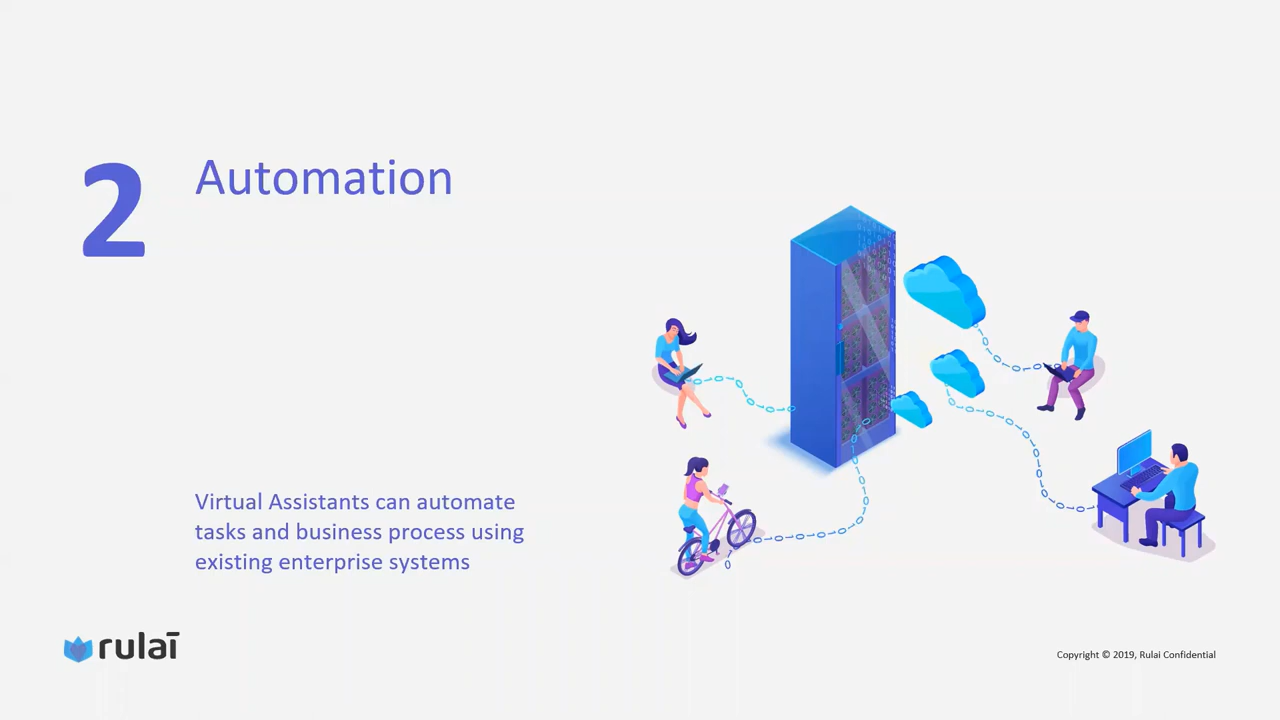 2
Automation
Virtual Assistants can automate
tasks and business process using
existing enterprise systems
rulai
Copyright © 2019, Rulai Confidential